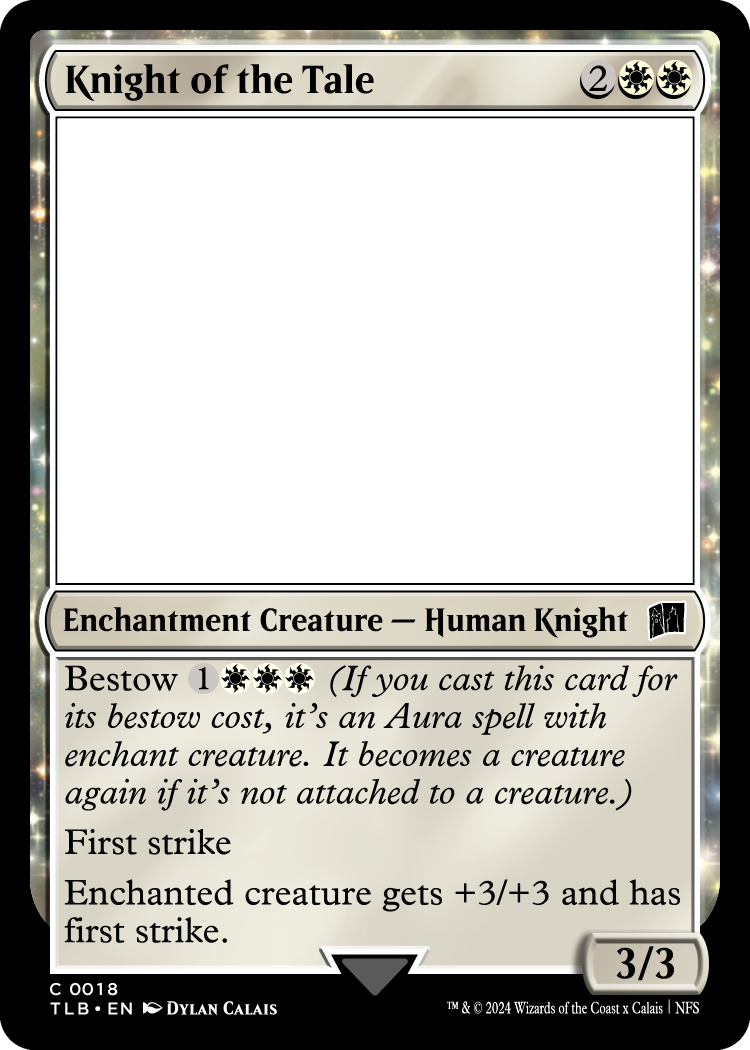 Knight of the Tale 2
Enchantment Creature — Human Knight
Bestow 1 (If you cast this card for
its bestow cost, it's an Aura spell with
enchant creature. It becomes a creature
again if it's not attached to a creature.)
First strike
Enchanted creature gets +3/+3 and has
first strike.
3/3
C 0018
TLB • EN Dylan Calais
™ & © 2024 Wizards of the Coast x Calais | NFS